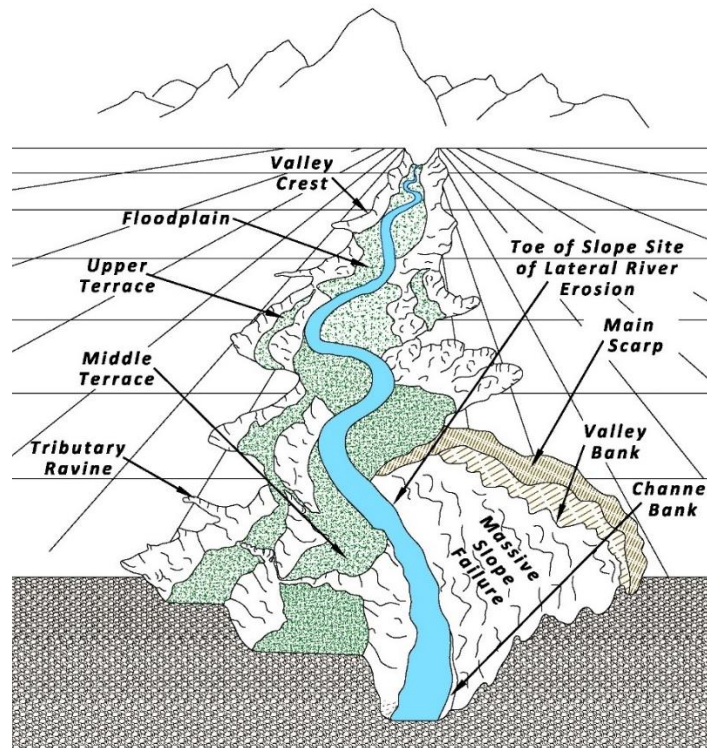 Valley
Crest
Floodplain
Upper
Terrace
Middle
Terrace
Tributary
Ravine
Toe of Slope Site
of Lateral River
Erosion
Main
Scarp
Valley
Bank
Channe
Bank
Massive
Slope
Failure